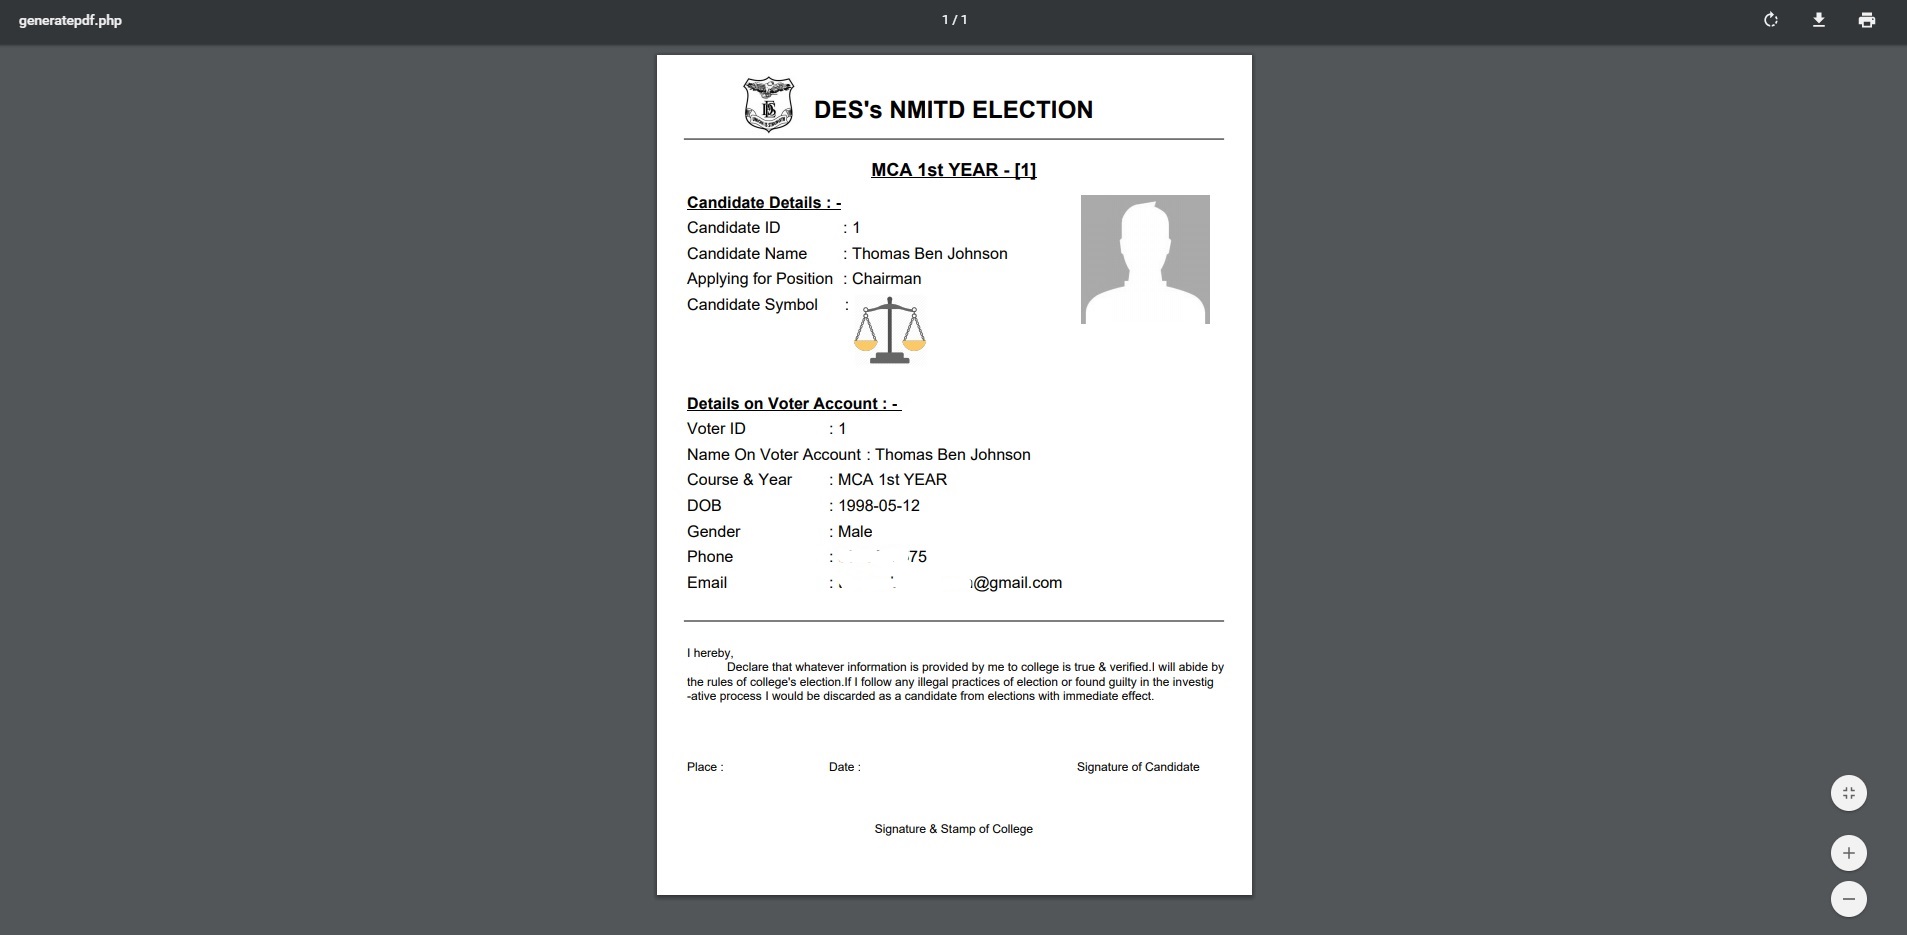 generatepdf.php
1 / 1
DES's NMITD ELECTION
MCA 1st YEAR - [1]
Candidate Details : -
Candidate ID : 1
Candidate Name : Thomas Ben Johnson
Applying for Position : Chairman
Candidate Symbol :
Details on Voter Account : -
Voter ID : 1
Name On Voter Account : Thomas Ben Johnson
Course & Year : MCA 1st YEAR
DOB : 1998-05-12
Gender : Male
Phone : 75
Email : @gmail.com
I hereby,
Declare that whatever information is provided by me to college is true & verified.I will abide by
the rules of college's election.If I follow any illegal practices of election or found guilty in the investig
-ative process I would be discarded as a candidate from elections with immediate effect.
Place : Date : Signature of Candidate
Signature & Stamp of College